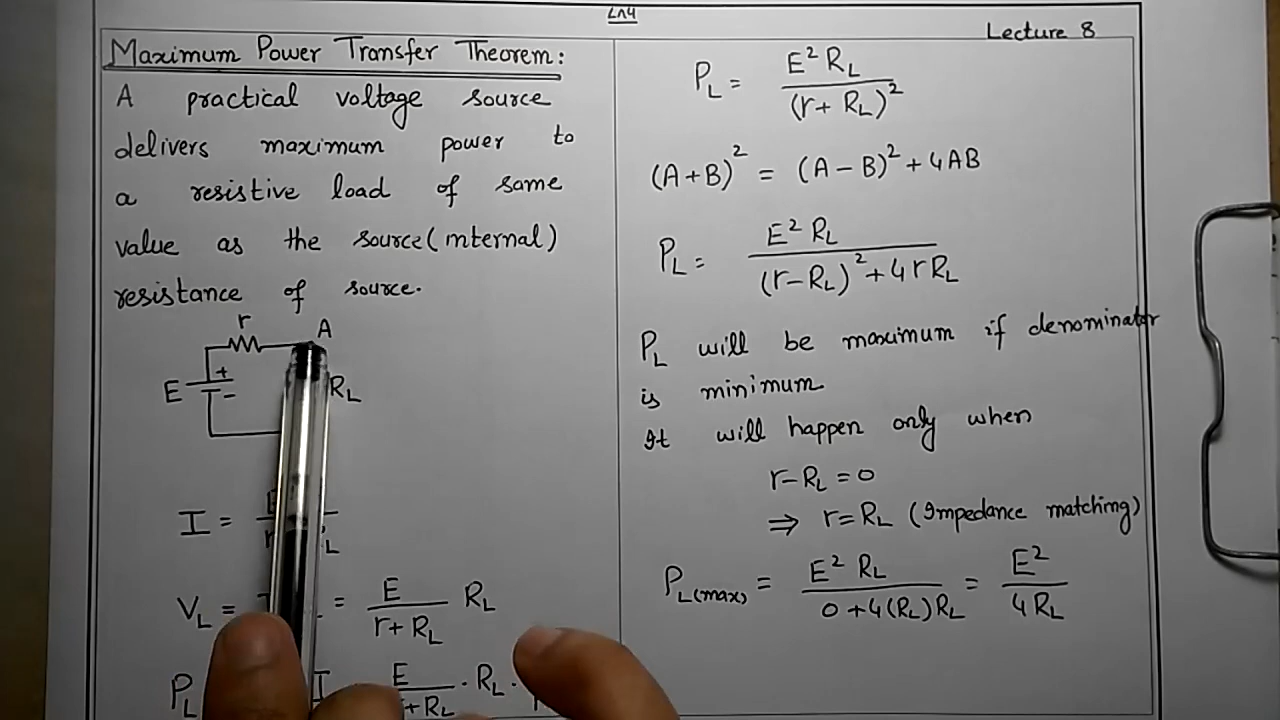 Ln4
Lecture 8
Maximum Power Transfer Theorem:
A practical voltage source
delivers maximum power to
a resistive load of same
value as the source(internal)
resistance of source.
r
A
E
+
-
RL
I =
VL = = E/(r+RL) RL
PL I E/ +RL . RL .
PL = E² RL/(r+RL)²
(A+B)² = (A-B)² + 4AB
PL = E² RL/((r-RL)² + 4rRL)
PL will be maximum if denominator
is minimum
It will happen only when
r-RL = 0
⇒ r=RL (Impedance matching)
PL(max) = E² RL/(0+4(RL)RL) = E²/(4RL)